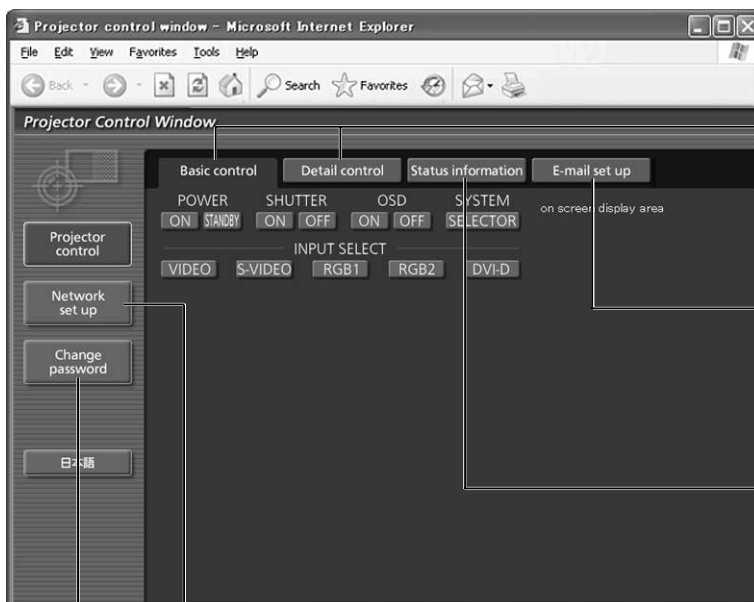 Projector control window - Microsoft Internet Explorer
File Edit View Favorites Tools Help
Back Search Favorites
Projector Control Window
Basic control Detail control Status information E-mail set up
POWER SHUTTER OSD SYSTEM
ON STANDBY ON OFF ON OFF SELECTOR
on screen display area
INPUT SELECT
VIDEO S-VIDEO RGB1 RGB2 DVI-D
Projector
control
Network
set up
Change
password
日本語